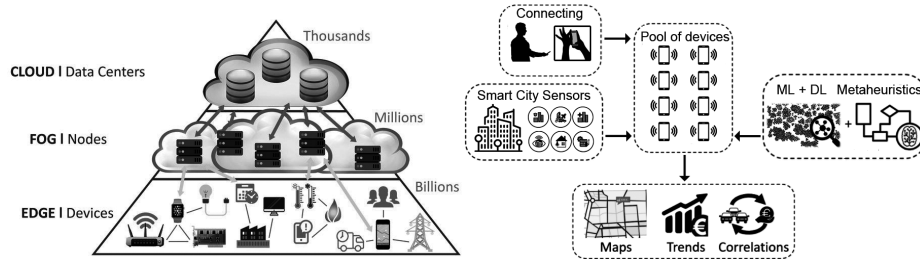 Thousands
CLOUD | Data Centers
Millions
FOG | Nodes
Billions
EDGE | Devices
Connecting
Pool of devices
Smart City Sensors
ML + DL Metaheuristics
+
Maps Trends Correlations